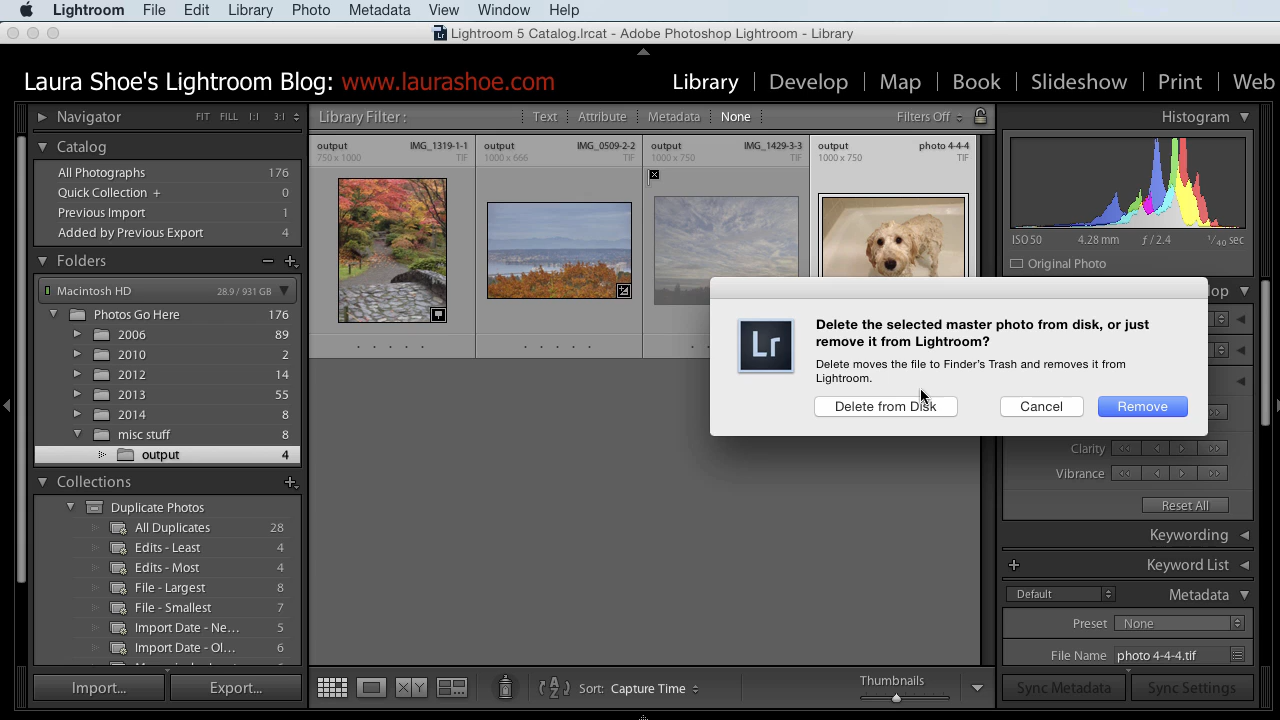 Lightroom File Edit Library Photo Metadata View Window Help
Lr Lightroom 5 Catalog.lrcat - Adobe Photoshop Lightroom - Library
Laura Shoe's Lightroom Blog: www.laurashoe.com
Library | Develop | Map | Book | Slideshow | Print | Web
Navigator FIT FILL 1:1 3:1
Catalog
All Photographs 176
Quick Collection + 0
Previous Import 1
Added by Previous Export 4
Folders
Macintosh HD 28.9 / 931 GB
Photos Go Here 176
2006 89
2010 2
2012 14
2013 55
2014 8
misc stuff 8
output 4
Collections
Duplicate Photos
All Duplicates 28
Edits - Least 4
Edits - Most 4
File - Largest 8
File - Smallest 7
Import Date - Ne... 5
Import Date - Ol... 6
Import... Export...
Library Filter : Text Attribute Metadata None Filters Off
output IMG_1319-1-1
750 x 1000 TIF
output IMG_0509-2-2
1000 x 666 TIF
output IMG_1429-3-3
1000 x 750 TIF
output photo 4-4-4
1000 x 750 TIF
Delete the selected master photo from disk, or just
remove it from Lightroom?
Lr
Delete moves the file to Finder's Trash and removes it from
Lightroom.
Delete from Disk Cancel Remove
Sort: Capture Time
Thumbnails
Histogram
ISO 50 4.28 mm ƒ / 2.4 1/40 sec
Original Photo
Clarity
Vibrance
Reset All
Keywording
Keyword List
Default Metadata
Preset None
File Name photo 4-4-4.tif
Sync Metadata Sync Settings